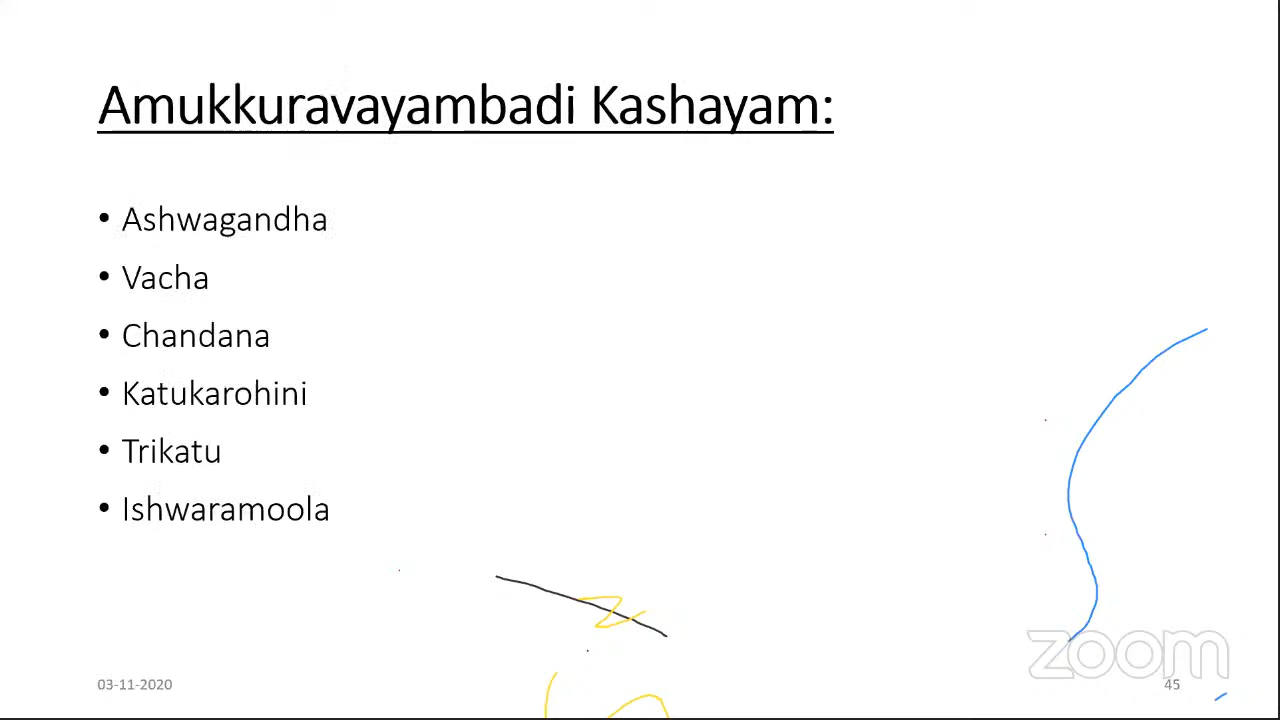 Amukkuravayambadi Kashayam:
• Ashwagandha
• Vacha
• Chandana
• Katukarohini
• Trikatu
• Ishwaramoola
zoom
03-11-2020
45